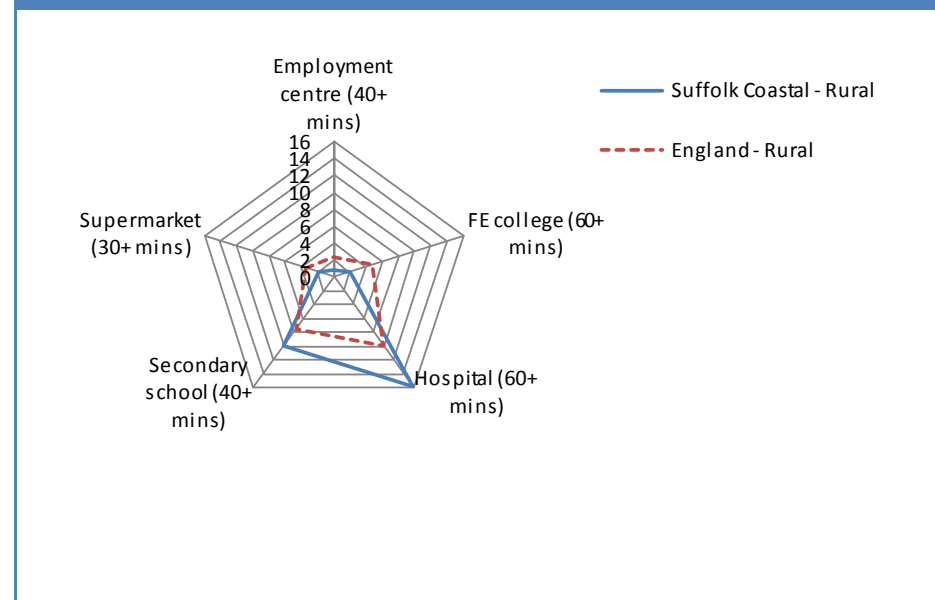 Employment
centre (40+
mins)
16
14
12
10
8
6
4
2
0
Supermarket
(30+ mins)
FE college (60+
mins)
Secondary
school (40+
mins)
Hospital (60+
mins)
Suffolk Coastal - Rural
England - Rural